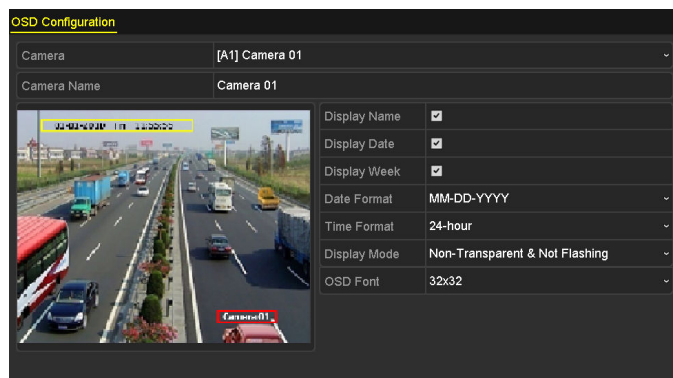 OSD Configuration
Camera
[A1] Camera 01
Camera Name
Camera 01
Display Name
Display Date
Display Week
Date Format
MM-DD-YYYY
Time Format
24-hour
Display Mode
Non-Transparent & Not Flashing
OSD Font
32x32
Camera 01